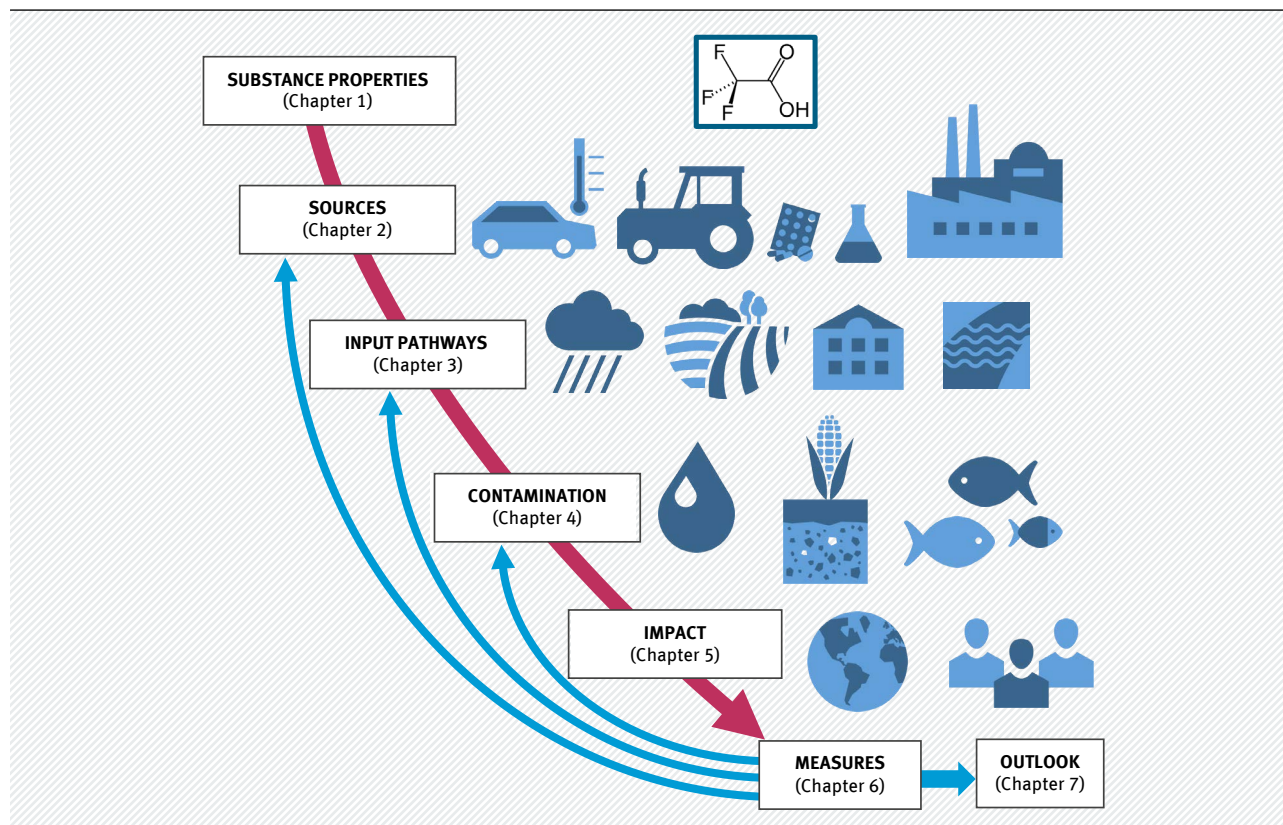 SUBSTANCE PROPERTIES
(Chapter 1)
F
O
F
F
OH
SOURCES
(Chapter 2)
INPUT PATHWAYS
(Chapter 3)
CONTAMINATION
(Chapter 4)
IMPACT
(Chapter 5)
MEASURES
(Chapter 6)
OUTLOOK
(Chapter 7)